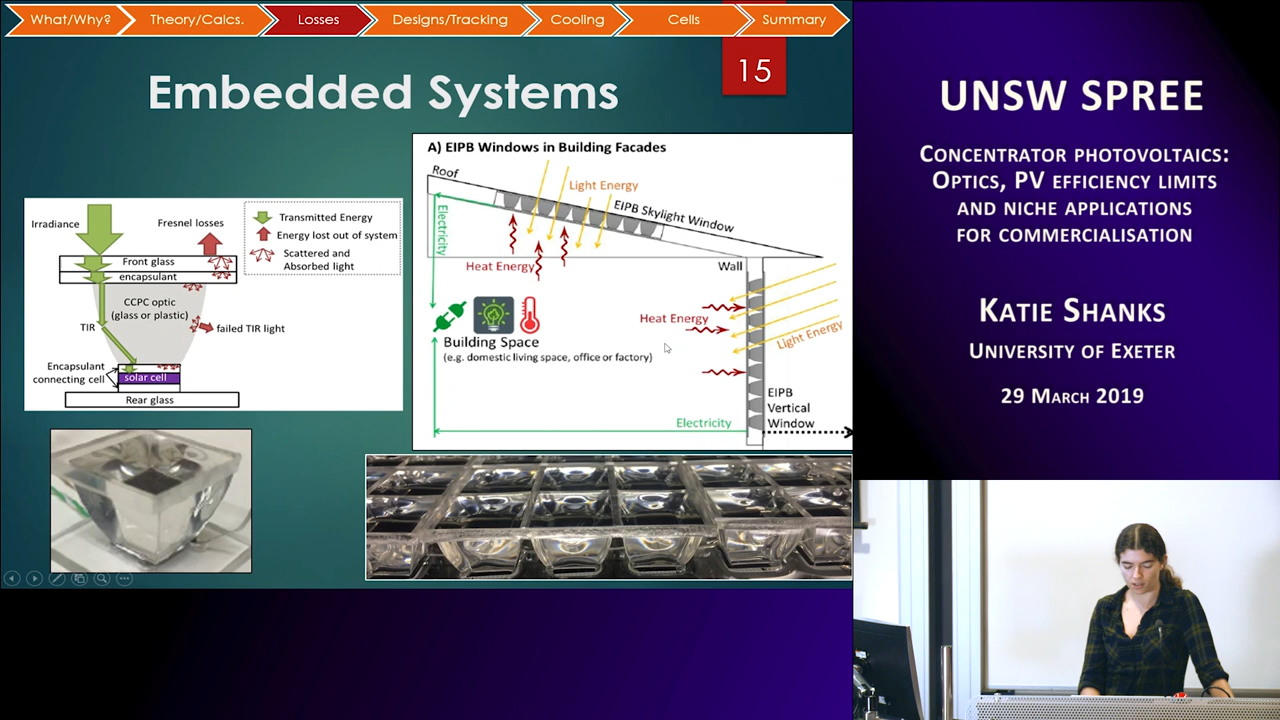 What/Why?
Theory/Calcs.
Losses
Designs/Tracking
Cooling
Cells
Summary
15
Embedded Systems
Irradiance
Fresnel losses
Transmitted Energy
Energy lost out of system
Scattered and
Absorbed light
Front glass
encapsulant
CCPC optic
(glass or plastic)
TIR
failed TIR light
Encapsulant
connecting cell
solar cell
Rear glass
A) EIPB Windows in Building Facades
Roof
Light Energy
EIPB Skylight Window
Electricity
Heat Energy
Wall
Heat Energy
Light Energy
Building Space
(e.g. domestic living space, office or factory)
EIPB
Vertical
Window
Electricity
UNSW SPREE
Concentrator photovoltaics:
Optics, PV efficiency limits
and niche applications
for commercialisation
Katie Shanks
University of Exeter
29 March 2019